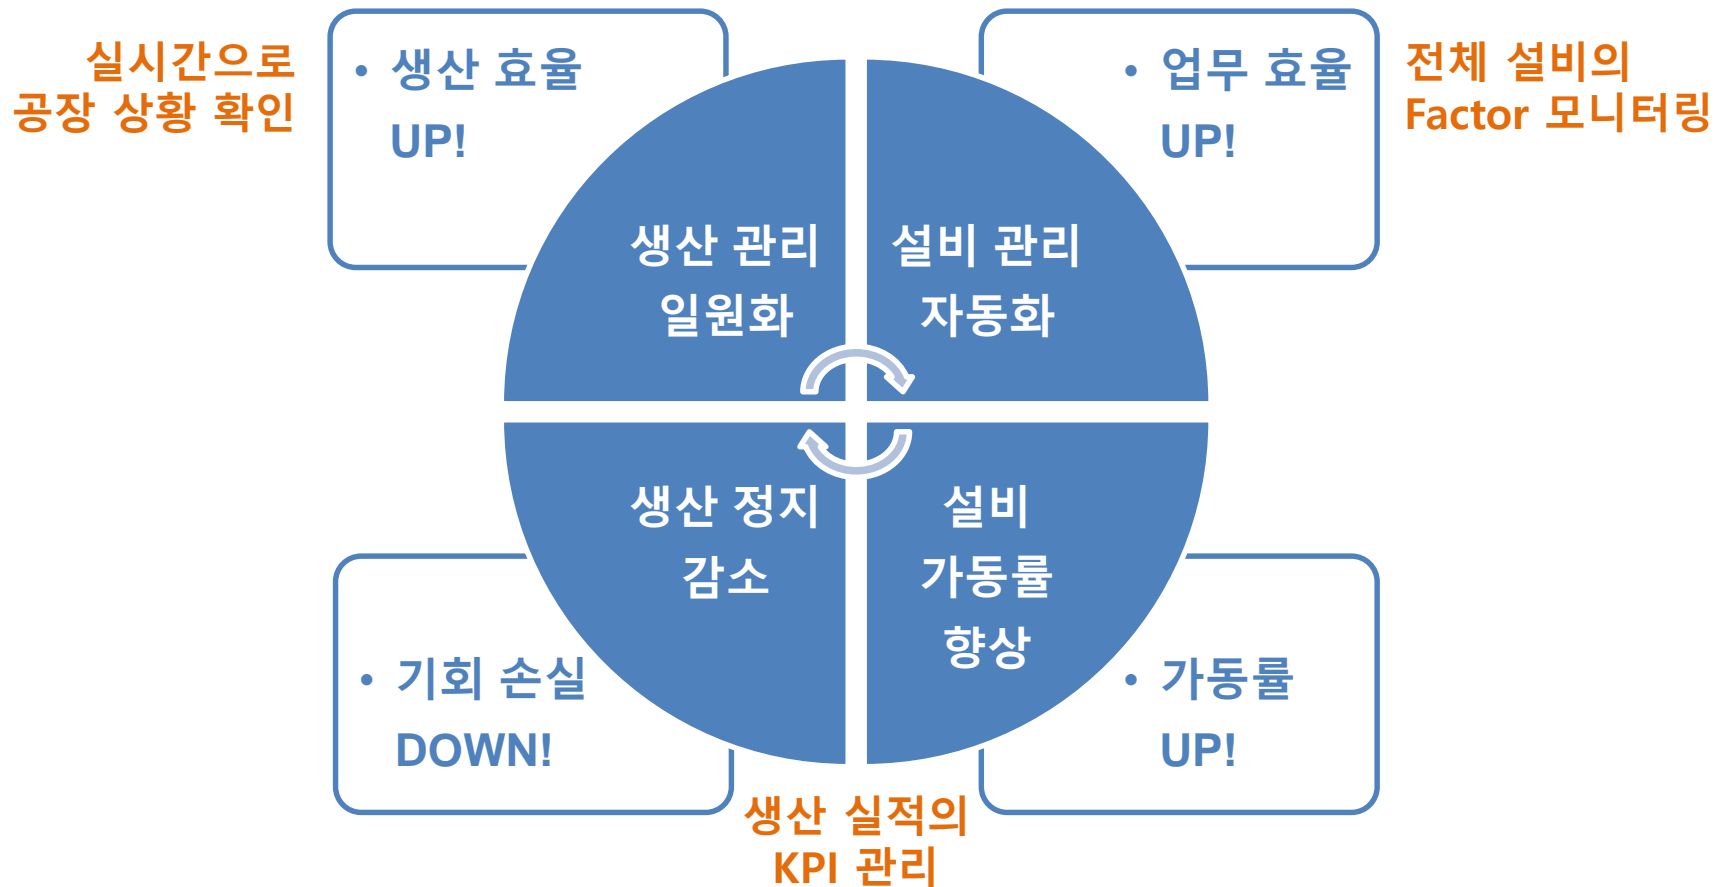 실시간으로
공장 상황 확인
• 생산 효율
UP!
• 업무 효율
UP!
전체 설비의
Factor 모니터링
생산 관리
일원화
설비 관리
자동화
생산 정지
감소
설비
가동률
향상
• 기회 손실
DOWN!
• 가동률
UP!
생산 실적의
KPI 관리